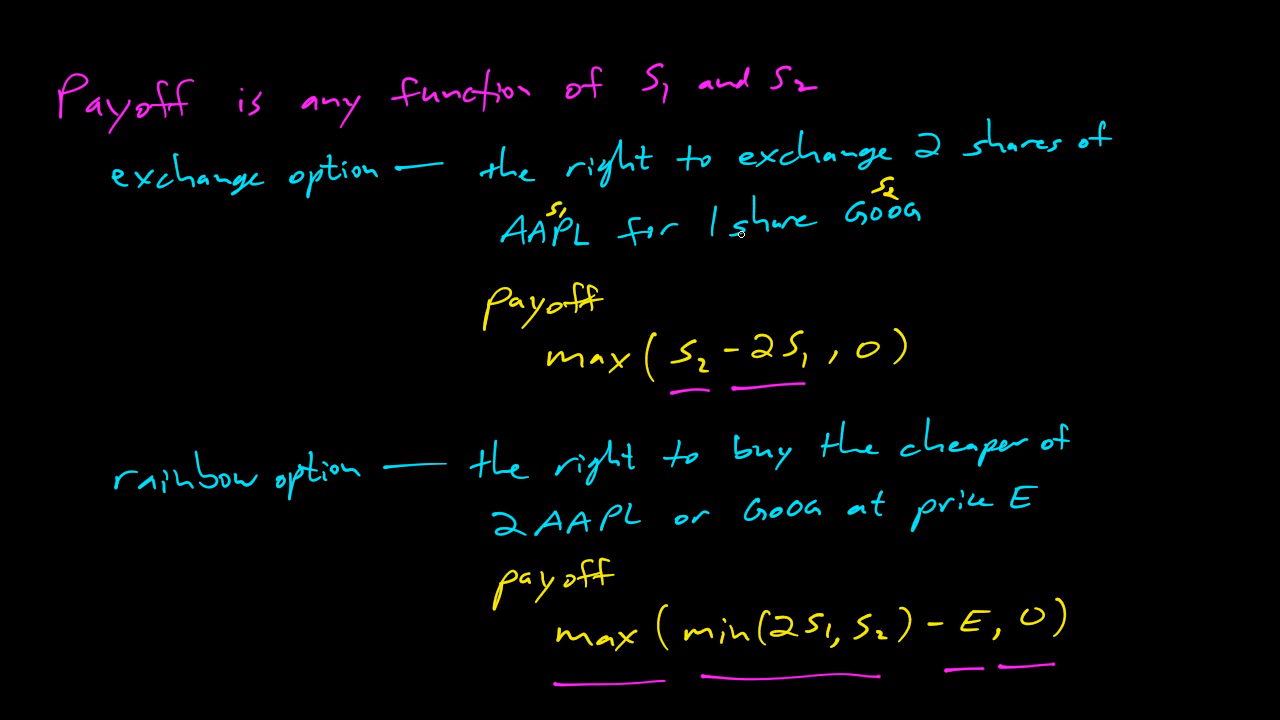 Payoff is any function of S₁ and S₂
exchange option — the right to exchange 2 shares of
S₁ S₂
AAPL for 1 share GOOG
payoff
max(S₂ - 2S₁, 0)
rainbow option — the right to buy the cheaper of
2 AAPL or GOOG at price E
payoff
max(min(2S₁, S₂) - E, 0)